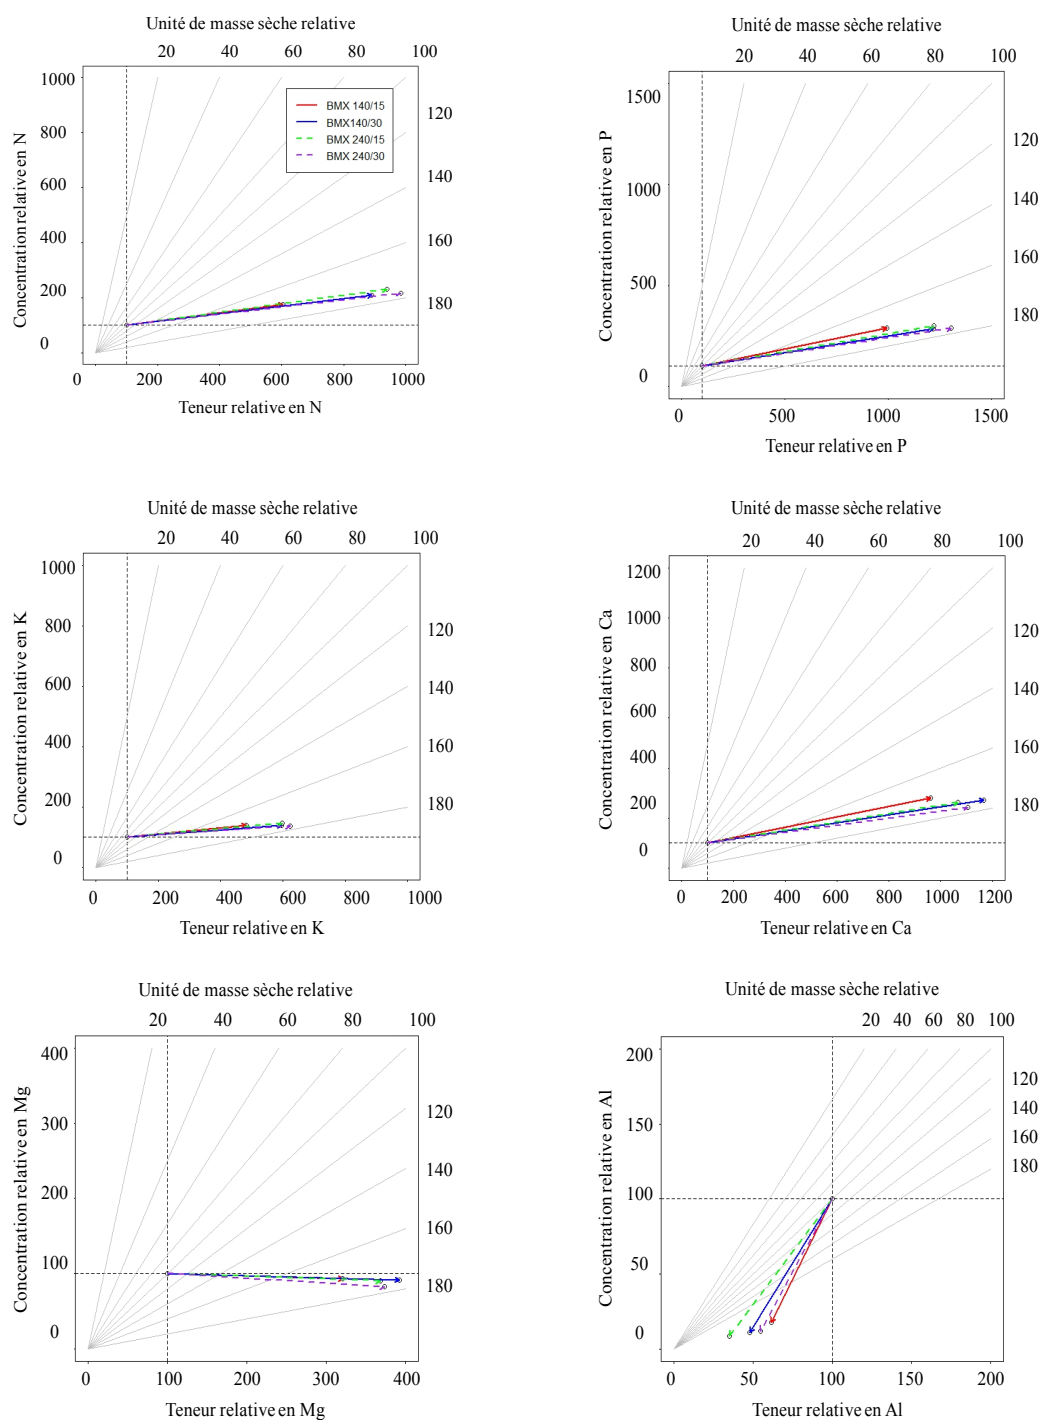 Unité de masse sèche relative
20 40 60 80 100
1000
800
600
400
200
0
Concentration relative en N
BMX 140/15
BMX140/30
BMX 240/15
BMX 240/30
120
140
160
180
0 200 400 600 800 1000
Teneur relative en N
Unité de masse sèche relative
20 40 60 80 100
1500
1000
500
0
Concentration relative en P
120
140
160
180
0 500 1000 1500
Teneur relative en P
Unité de masse sèche relative
20 40 60 80 100
1000
800
600
400
200
0
Concentration relative en K
120
140
160
180
0 200 400 600 800 1000
Teneur relative en K
Unité de masse sèche relative
20 40 60 80 100
1200
1000
800
600
400
200
0
Concentration relative en Ca
120
140
160
180
0 200 400 600 800 1000 1200
Teneur relative en Ca
Unité de masse sèche relative
20 40 60 80 100
400
300
200
100
0
Concentration relative en Mg
120
140
160
180
0 100 200 300 400
Teneur relative en Mg
Unité de masse sèche relative
20 40 60 80 100
200
150
100
50
0
Concentration relative en Al
120
140
160
180
0 50 100 150 200
Teneur relative en Al